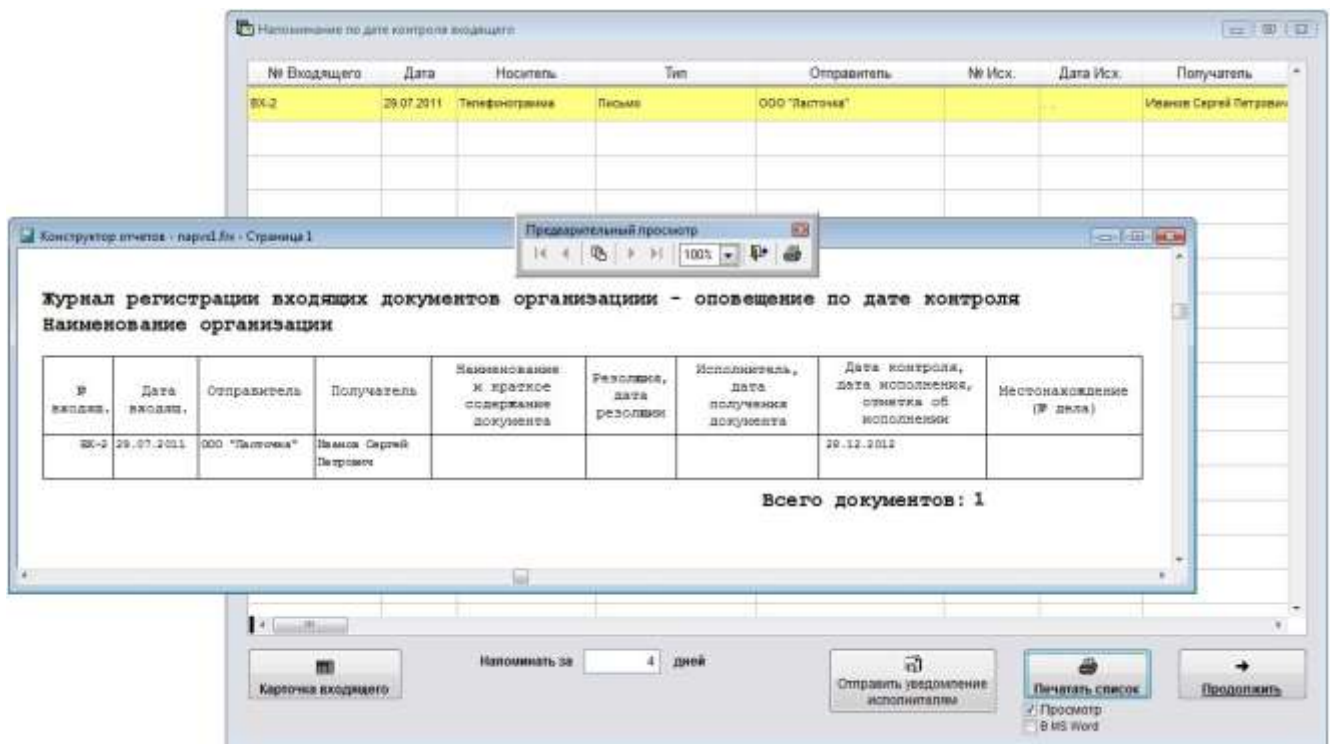 Напоминание по дате контроля входящего
№ Входящего Дата Носитель Тип Отправитель № Исх. Дата Исх. Получатель
ВХ-2 29.07.2011 Телефонограмма Письмо ООО "Ласточка" . . Иванов Сергей Петрович
Конструктор отчетов - napvs1.frx - Страница 1
Предварительный просмотр
100%
Журнал регистрации входящих документов организациии - оповещение по дате контроля
Наименование организации
№ входящ. Дата входящ. Отправитель Получатель Наименование и краткое содержание документа Резолюция, дата резолюции Исполнитель, дата получения документа Дата контроля, дата исполнения, отметка об исполнении Местонахождение (№ дела)
ВХ-2 29.07.2011 ООО "Ласточка" Иванов Сергей Петрович 28.12.2012
Всего документов: 1
Карточка входящего
Напоминать за 4 дней
Отправить уведомление
исполнителям
Печатать список
Продолжить
Просмотр
В MS Word